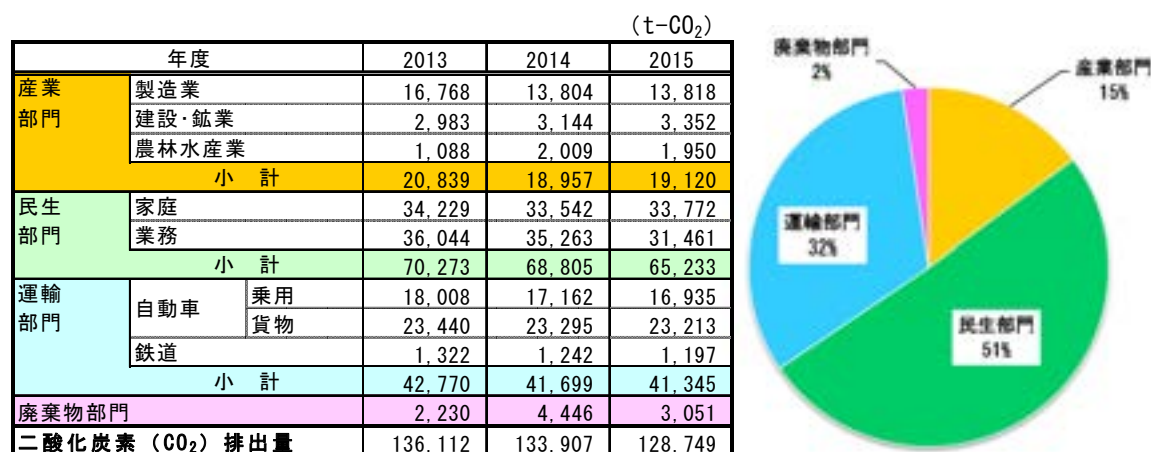 (t-CO₂)
年度 2013 2014 2015
産業部門 製造業 16,768 13,804 13,818
建設・鉱業 2,983 3,144 3,352
農林水産業 1,088 2,009 1,950
小 計 20,839 18,957 19,120
民生部門 家庭 34,229 33,542 33,772
業務 36,044 35,263 31,461
小 計 70,273 68,805 65,233
運輸部門 自動車 乗用 18,008 17,162 16,935
貨物 23,440 23,295 23,213
鉄道 1,322 1,242 1,197
小 計 42,770 41,699 41,345
廃棄物部門 2,230 4,446 3,051
二酸化炭素 (CO₂) 排出量 136,112 133,907 128,749
廃棄物部門
2%
産業部門
15%
運輸部門
32%
民生部門
51%